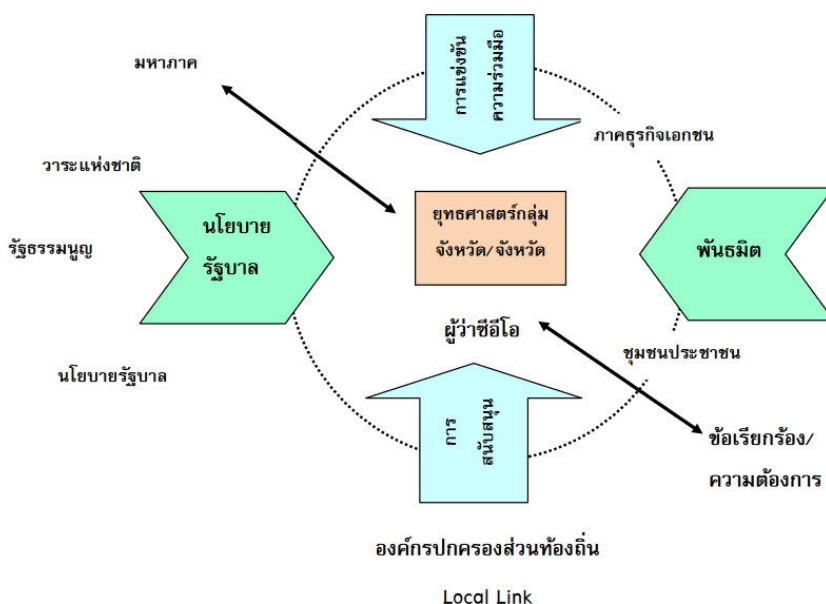 มหาภาค
การแข่งขัน
ความร่วมมือ
ภาคธุรกิจเอกชน
วาระแห่งชาติ
นโยบาย
รัฐบาล
ยุทธศาสตร์กลุ่ม
จังหวัด/จังหวัด
พันธมิต
รัฐธรรมนูญ
ผู้ว่าซีอีโอ
ชุมชนประชาชน
นโยบายรัฐบาล
การ
สนับสนุน
ข้อเรียกร้อง/
ความต้องการ
องค์กรปกครองส่วนท้องถิ่น
Local Link